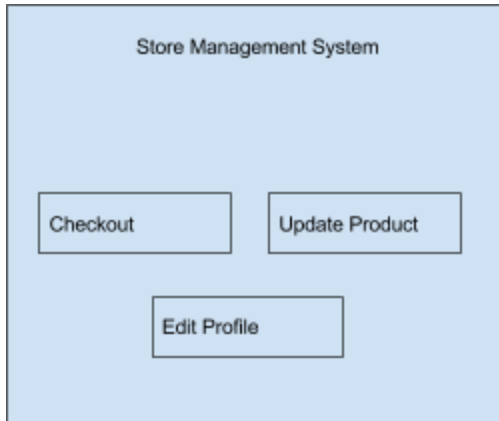 Store Management System
Checkout
Update Product
Edit Profile